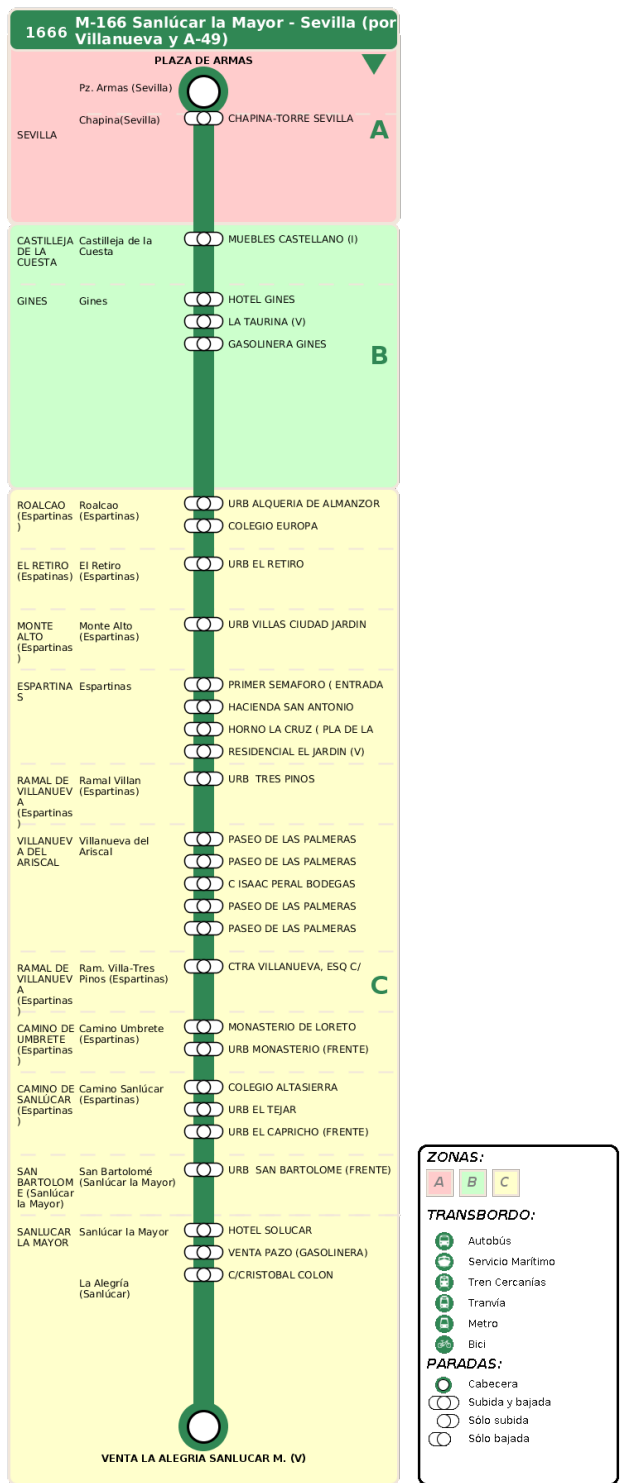 1666
M-166 Sanlúcar la Mayor - Sevilla (por
Villanueva y A-49)
PLAZA DE ARMAS
Pz. Armas (Sevilla)
Chapina(Sevilla)
CHAPINA-TORRE SEVILLA
A
SEVILLA
CASTILLEJA
DE LA
CUESTA
Castilleja de la
Cuesta
MUEBLES CASTELLANO (I)
GINES
Gines
HOTEL GINES
LA TAURINA (V)
GASOLINERA GINES
B
ROALCAO
(Espartinas
)
Roalcao
(Espartinas)
URB ALQUERIA DE ALMANZOR
COLEGIO EUROPA
EL RETIRO
(Espatinas)
El Retiro
(Espartinas)
URB EL RETIRO
MONTE
ALTO
(Espartinas
)
Monte Alto
(Espartinas)
URB VILLAS CIUDAD JARDIN
ESPARTINA
S
Espartinas
PRIMER SEMAFORO ( ENTRADA
HACIENDA SAN ANTONIO
HORNO LA CRUZ ( PLA DE LA
RESIDENCIAL EL JARDIN (V)
RAMAL DE
VILLANUEV
A
(Espartinas
)
Ramal Villan
(Espartinas)
URB  TRES PINOS
VILLANUEV
A DEL
ARISCAL
Villanueva del
Ariscal
PASEO DE LAS PALMERAS
PASEO DE LAS PALMERAS
C ISAAC PERAL BODEGAS
PASEO DE LAS PALMERAS
PASEO DE LAS PALMERAS
RAMAL DE
VILLANUEV
A
(Espartinas
)
Ram. Villa-Tres
Pinos (Espartinas)
CTRA VILLANUEVA, ESQ C/
C
CAMINO DE
UMBRETE
(Espartinas
)
Camino Umbrete
(Espartinas)
MONASTERIO DE LORETO
URB MONASTERIO (FRENTE)
CAMINO DE
SANLÚCAR
(Espartinas
)
Camino Sanlúcar
(Espartinas)
COLEGIO ALTASIERRA
URB EL TEJAR
URB EL CAPRICHO (FRENTE)
SAN
BARTOLOM
E (Sanlúcar
la Mayor)
San Bartolomé
(Sanlúcar la Mayor)
URB  SAN BARTOLOME (FRENTE)
SANLUCAR
LA MAYOR
Sanlúcar la Mayor
HOTEL SOLUCAR
VENTA PAZO (GASOLINERA)
C/CRISTOBAL COLON
La Alegría
(Sanlúcar)
VENTA LA ALEGRIA SANLUCAR M. (V)
ZONAS:
A B C
TRANSBORDO:
Autobús
Servicio Marítimo
Tren Cercanías
Tranvía
Metro
Bici
PARADAS:
Cabecera
Subida y bajada
Sólo subida
Sólo bajada